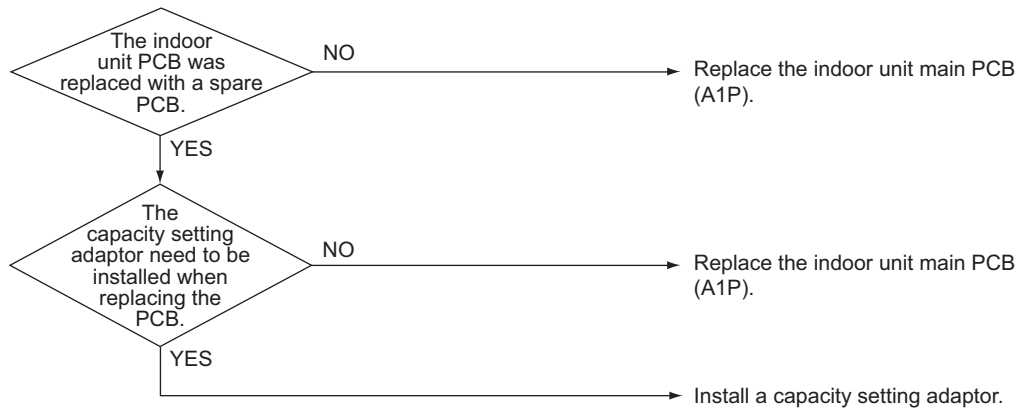 The indoor
unit PCB was
replaced with a spare
PCB.
NO
Replace the indoor unit main PCB
(A1P).
YES
The
capacity setting
adaptor need to be
installed when
replacing the
PCB.
NO
Replace the indoor unit main PCB
(A1P).
YES
Install a capacity setting adaptor.